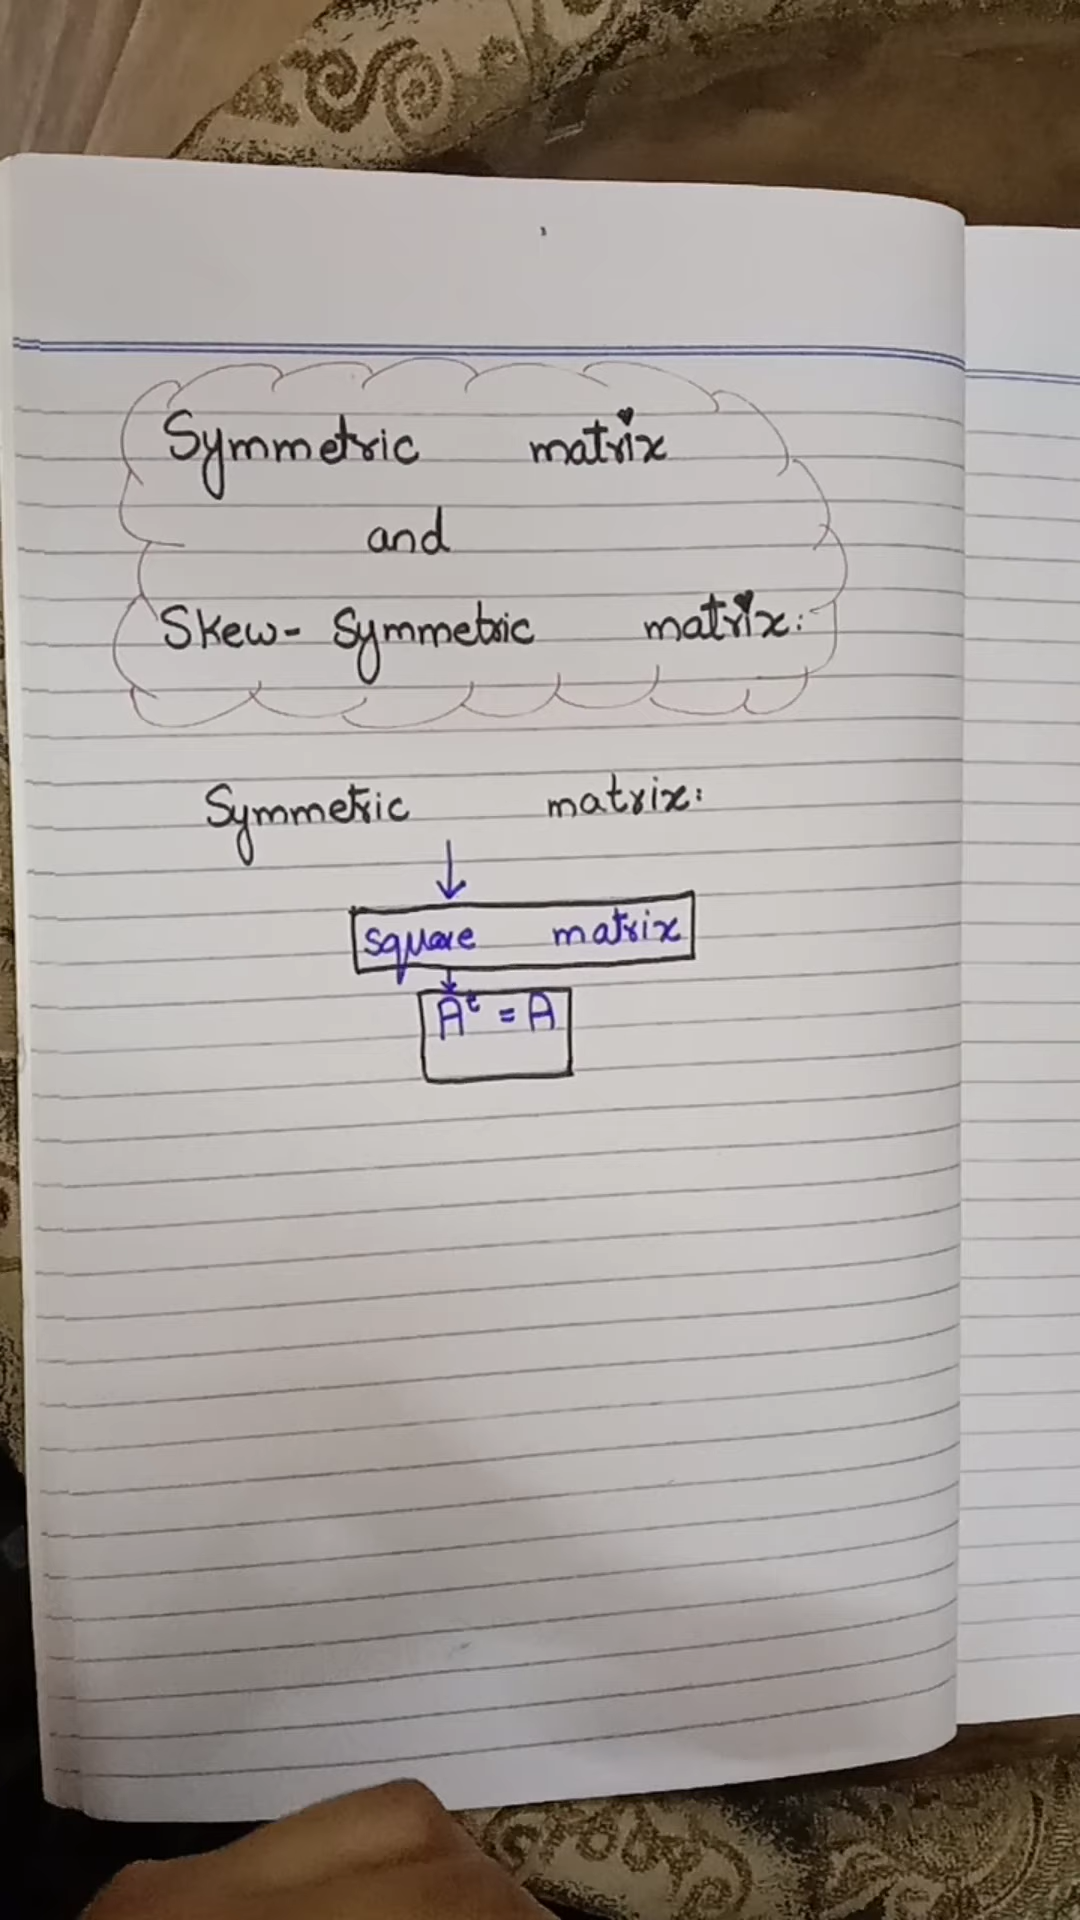 Symmetric matrix
and
Skew- Symmetric matrix:
Symmetric matrix:
square matrix
Aᵗ = A